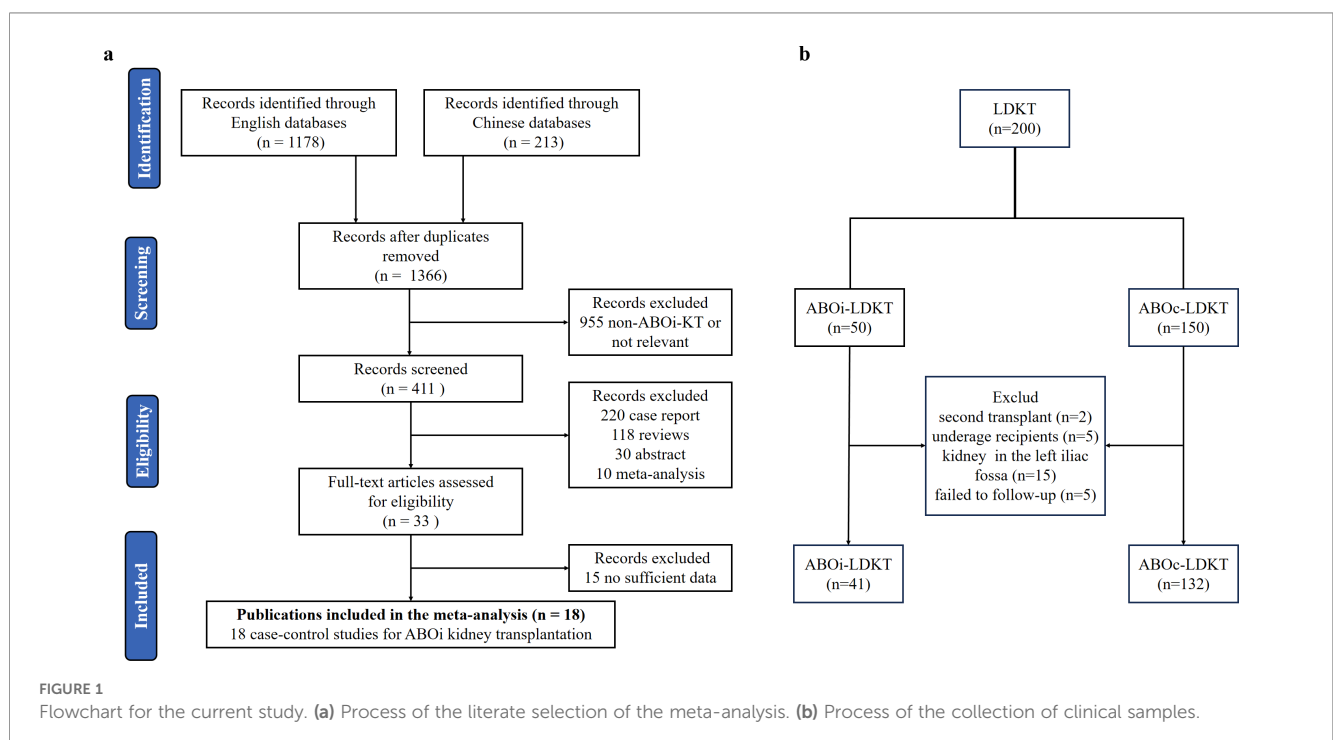 a
Identification
Records identified through
English databases
(n = 1178)
Records identified through
Chinese databases
(n = 213)
Screening
Records after duplicates
removed
(n = 1366)
Records excluded
955 non-ABOi-KT or
not relevant
Records screened
(n = 411 )
Eligibility
Records excluded
220 case report
118 reviews
30 abstract
10 meta-analysis
Full-text articles assessed
for eligibility
(n = 33 )
Included
Records excluded
15 no sufficient data
Publications included in the meta-analysis (n = 18)
18 case-control studies for ABOi kidney transplantation
b
LDKT
(n=200)
ABOi-LDKT
(n=50)
ABOc-LDKT
(n=150)
Exclud
second transplant (n=2)
underage recipients (n=5)
kidney in the left iliac
fossa (n=15)
failed to follow-up (n=5)
ABOi-LDKT
(n=41)
ABOc-LDKT
(n=132)
FIGURE 1
Flowchart for the current study. (a) Process of the literate selection of the meta-analysis. (b) Process of the collection of clinical samples.